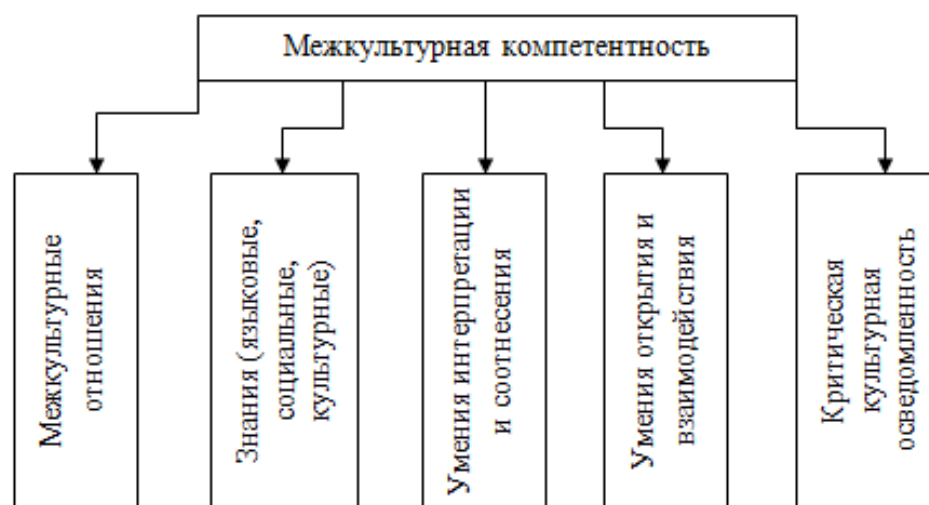 Межкультурная компетентность
Межкультурные
отношения
Знания (языковые,
социальные,
культурные)
Умения интерпретации
и соотнесения
Умения открытия и
взаимодействия
Критическая
культурная
осведомленность